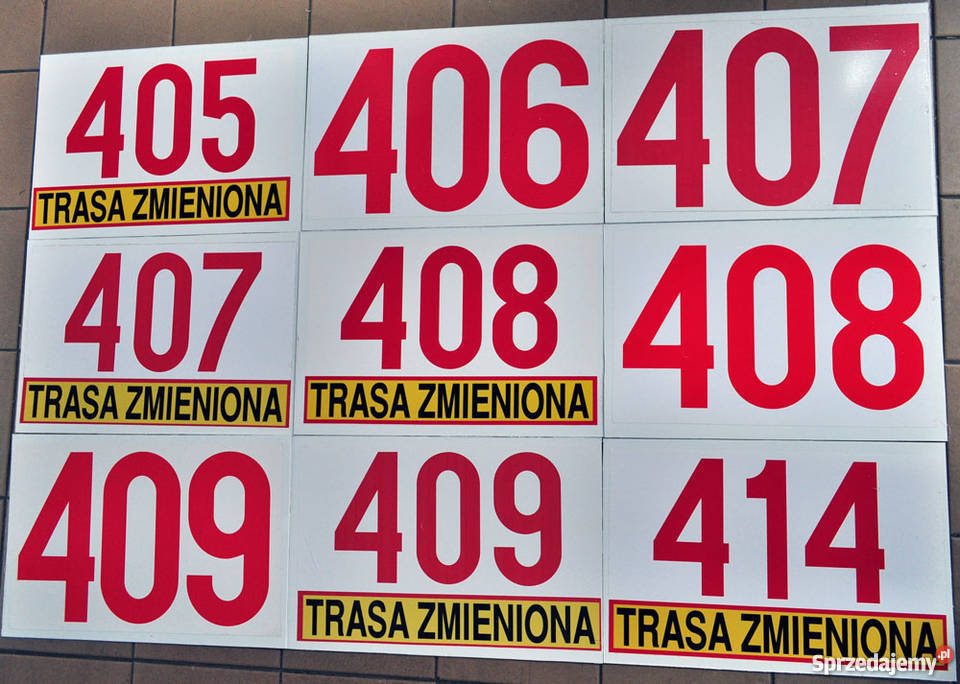 405
TRASA ZMIENIONA
406
407
407
TRASA ZMIENIONA
408
TRASA ZMIENIONA
408
409
409
TRASA ZMIENIONA
414
TRASA ZMIENIONA
Sprzedajemy.pl